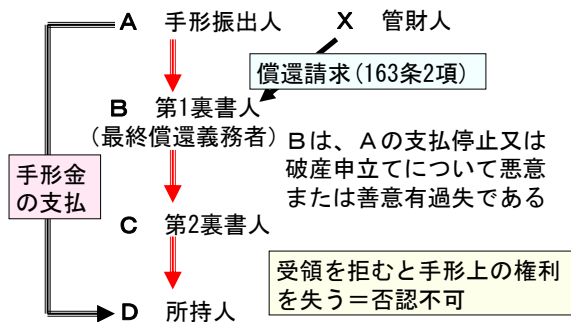 A 手形振出人
X 管財人
償還請求(163条2項)
B 第1裏書人
(最終償還義務者)
Bは、Aの支払停止又は
破産申立てについて悪意
または善意有過失である
手形金
の支払
C 第2裏書人
受領を拒むと手形上の権利
を失う=否認不可
D 所持人